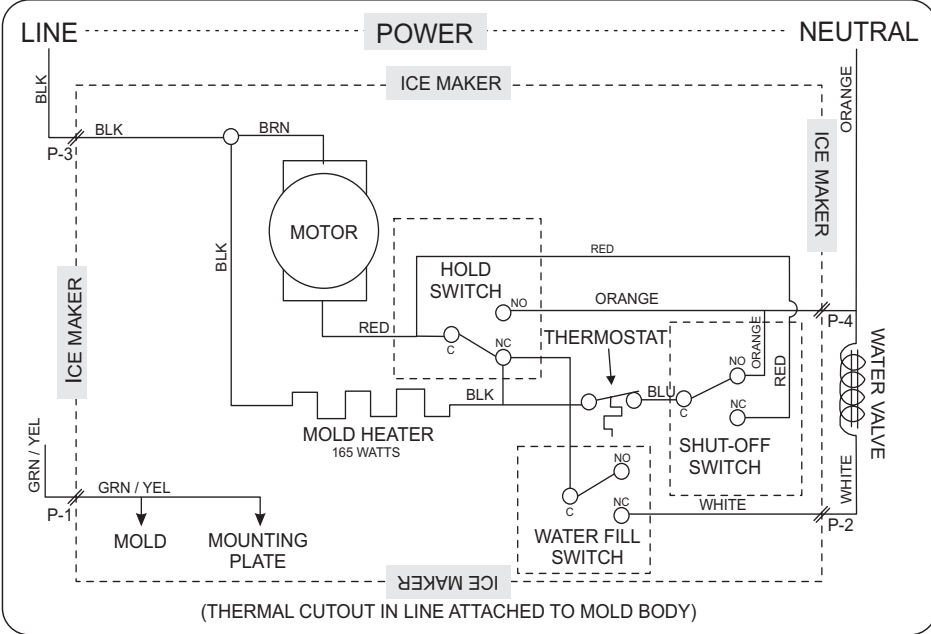 LINE
POWER
NEUTRAL
ICE MAKER
BLK
ORANGE
P-3
BLK
BRN
ICE MAKER
MOTOR
BLK
RED
HOLD
SWITCH
NO
ORANGE
P-4
ICE MAKER
RED
C
NC
THERMOSTAT
ORANGE
RED
WATER VALVE
BLK
BLU
C
NO
NC
MOLD HEATER
165 WATTS
SHUT-OFF
SWITCH
GRN / YEL
GRN / YEL
P-1
MOLD
MOUNTING
PLATE
NO
C
NC
WHITE
WHITE
P-2
WATER FILL
SWITCH
ICE MAKER
(THERMAL CUTOUT IN LINE ATTACHED TO MOLD BODY)